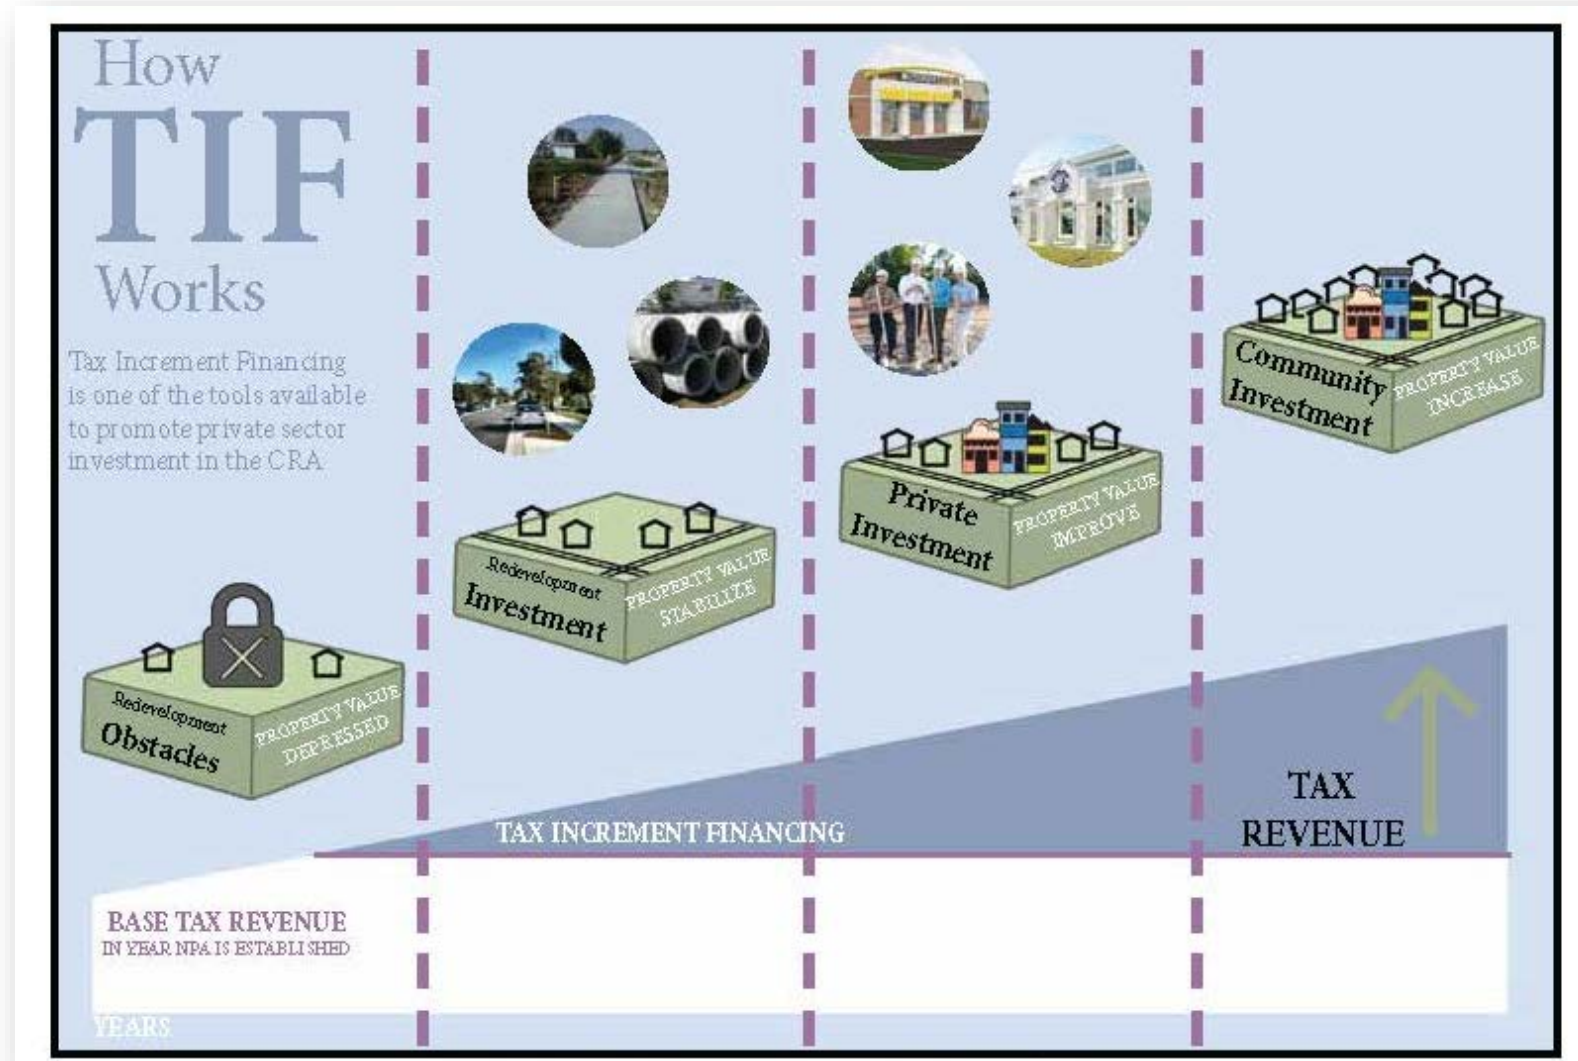 How
TIF
Works
Tax Increment Financing
is one of the tools available
to promote private sector
investment in the CRA
Redevelopment
Obstacles
PROPERTY VALUE
DEPRESSED
Redevelopment
Investment
PROPERTY VALUE
STABILIZE
Private
Investment
PROPERTY VALUE
IMPROVE
Community
Investment
PROPERTY VALUE
INCREASE
TAX INCREMENT FINANCING
TAX
REVENUE
BASE TAX REVENUE
IN YEAR NPA IS ESTABLISHED
YEARS